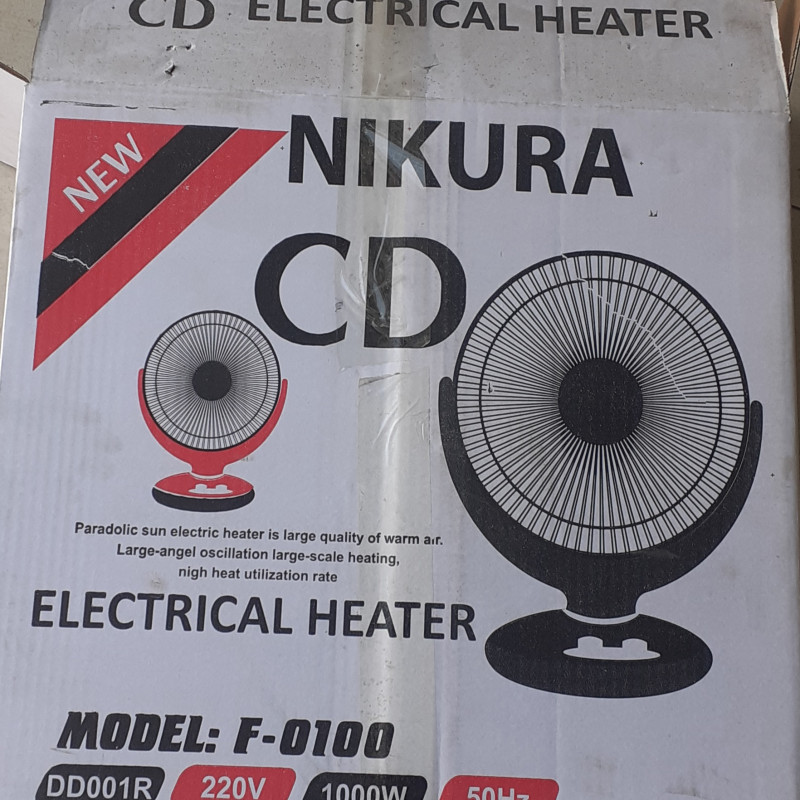 CD ELECTRICAL HEATER
NEW
NIKURA
CD
Paradolic sun electric heater is large quality of warm air.
Large-angel oscillation large-scale heating,
nigh heat utilization rate
ELECTRICAL HEATER
MODEL: F-0100
DD001R 220V 1000W 50Hz